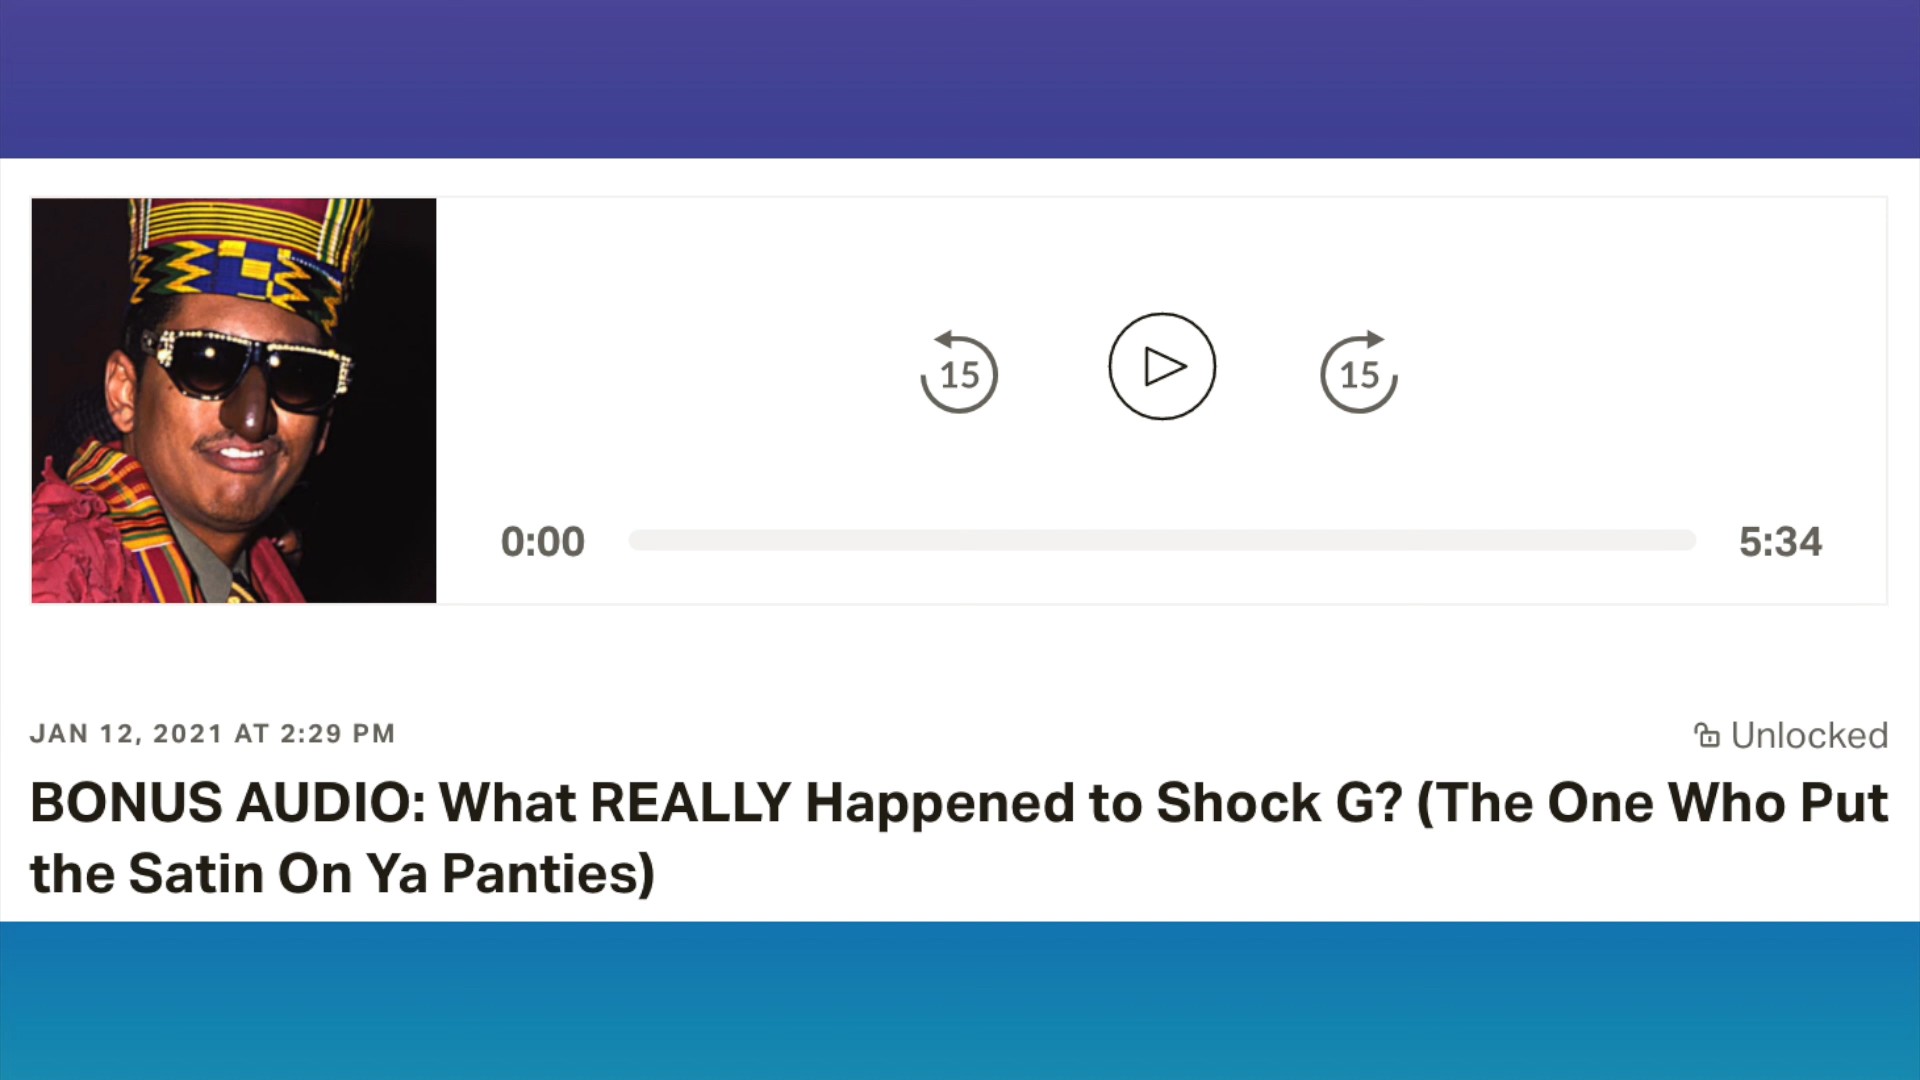 15
15
0:00
5:34
JAN 12, 2021 AT 2:29 PM
Unlocked
BONUS AUDIO: What REALLY Happened to Shock G? (The One Who Put
the Satin On Ya Panties)